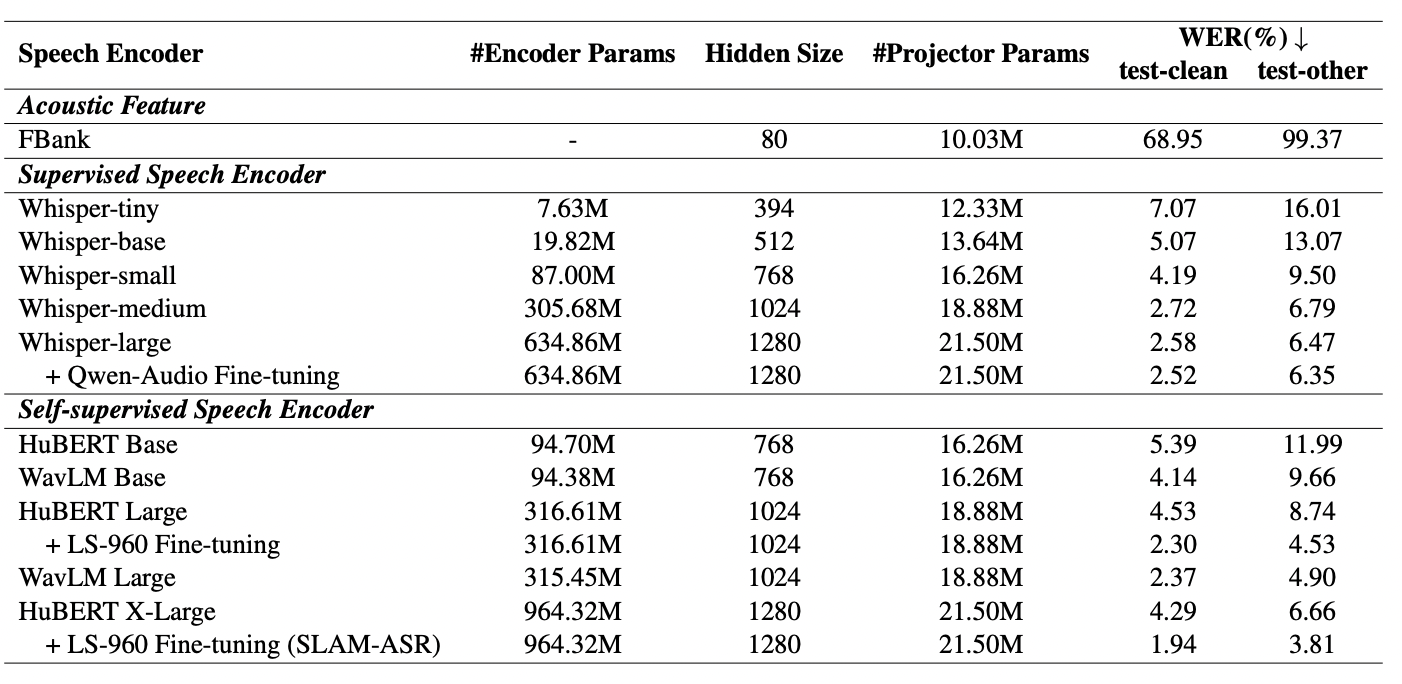 Speech Encoder #Encoder Params Hidden Size #Projector Params WER(%) ↓
test-clean test-other
Acoustic Feature
FBank - 80 10.03M 68.95 99.37
Supervised Speech Encoder
Whisper-tiny 7.63M 394 12.33M 7.07 16.01
Whisper-base 19.82M 512 13.64M 5.07 13.07
Whisper-small 87.00M 768 16.26M 4.19 9.50
Whisper-medium 305.68M 1024 18.88M 2.72 6.79
Whisper-large 634.86M 1280 21.50M 2.58 6.47
+ Qwen-Audio Fine-tuning 634.86M 1280 21.50M 2.52 6.35
Self-supervised Speech Encoder
HuBERT Base 94.70M 768 16.26M 5.39 11.99
WavLM Base 94.38M 768 16.26M 4.14 9.66
HuBERT Large 316.61M 1024 18.88M 4.53 8.74
+ LS-960 Fine-tuning 316.61M 1024 18.88M 2.30 4.53
WavLM Large 315.45M 1024 18.88M 2.37 4.90
HuBERT X-Large 964.32M 1280 21.50M 4.29 6.66
+ LS-960 Fine-tuning (SLAM-ASR) 964.32M 1280 21.50M 1.94 3.81